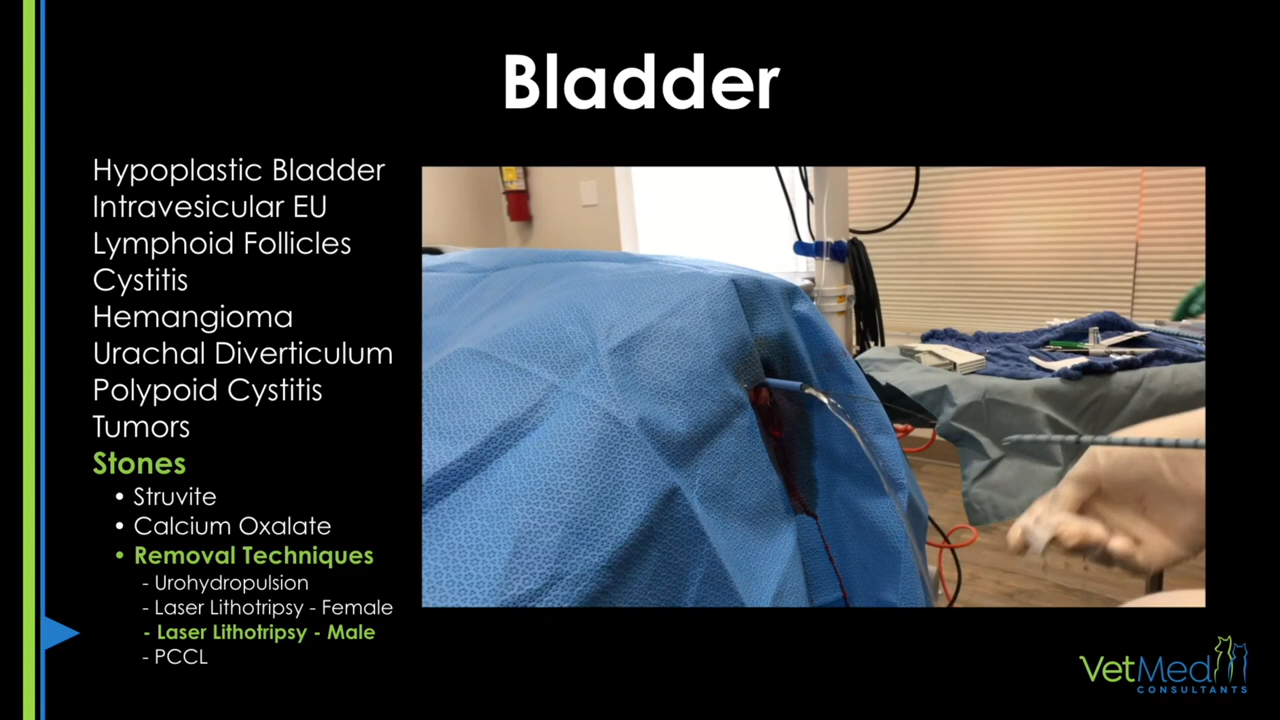 Bladder
Hypoplastic Bladder
Intravesicular EU
Lymphoid Follicles
Cystitis
Hemangioma
Urachal Diverticulum
Polypoid Cystitis
Tumors
Stones
• Struvite
• Calcium Oxalate
• Removal Techniques
- Urohydropulsion
- Laser Lithotripsy - Female
- Laser Lithotripsy - Male
- PCCL
VetMed
CONSULTANTS